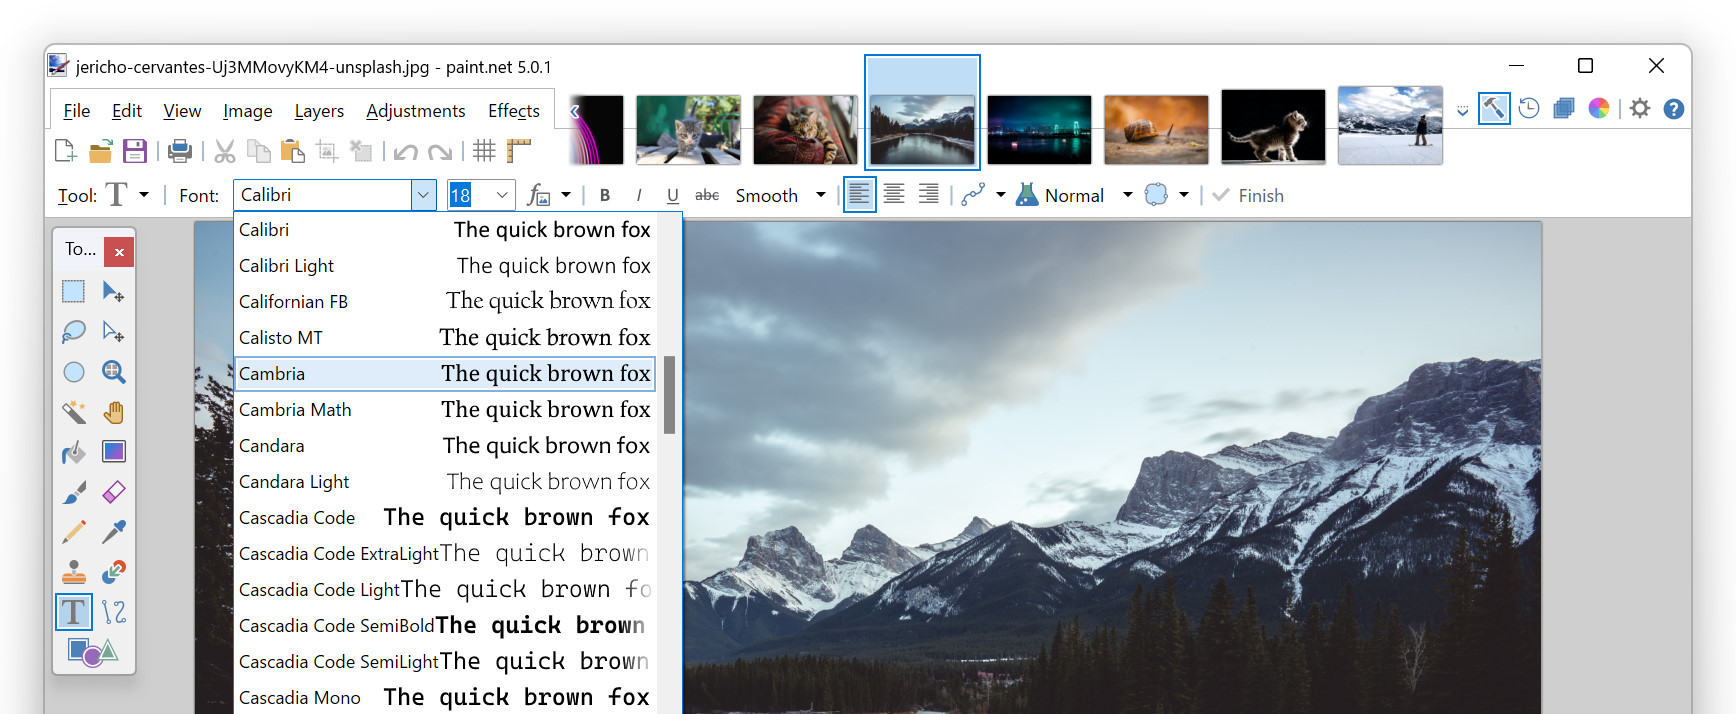 jericho-cervantes-Uj3MMovyKM4-unsplash.jpg - paint.net 5.0.1
File Edit View Image Layers Adjustments Effects
Tool: T Font: Calibri 18 fx B I U abc Smooth Normal Finish
To... x
Calibri The quick brown fox
Calibri Light The quick brown fox
Californian FB The quick brown fox
Calisto MT The quick brown fox
Cambria The quick brown fox
Cambria Math The quick brown fox
Candara The quick brown fox
Candara Light The quick brown fox
Cascadia Code The quick brown fox
Cascadia Code ExtraLight The quick brown
Cascadia Code Light The quick brown fo
Cascadia Code SemiBold The quick brown
Cascadia Code SemiLight The quick brown
Cascadia Mono The quick brown fox
T